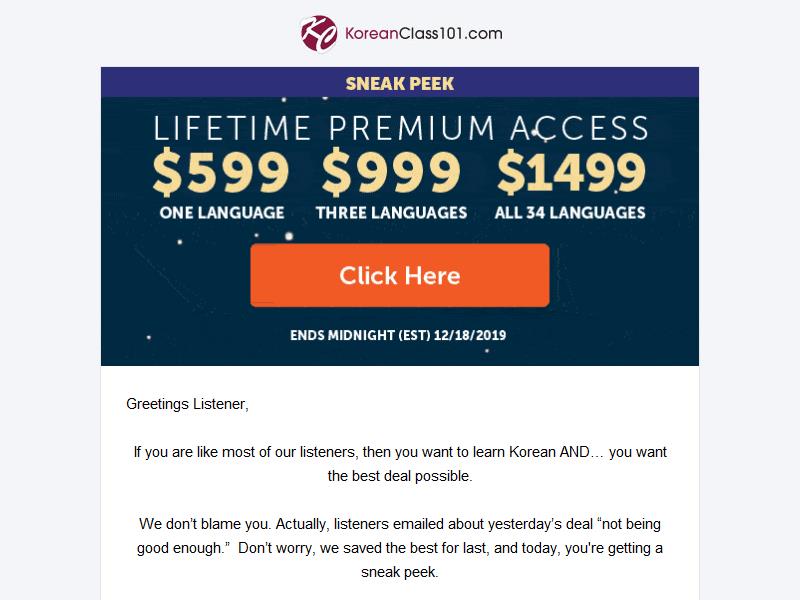 KoreanClass101.com
SNEAK PEEK
LIFETIME PREMIUM ACCESS
$599 $999 $1499
ONE LANGUAGE THREE LANGUAGES ALL 34 LANGUAGES
Click Here
ENDS MIDNIGHT (EST) 12/18/2019
Greetings Listener,
If you are like most of our listeners, then you want to learn Korean AND… you want
the best deal possible.
We don’t blame you. Actually, listeners emailed about yesterday’s deal “not being
good enough.”  Don’t worry, we saved the best for last, and today, you're getting a
sneak peek.